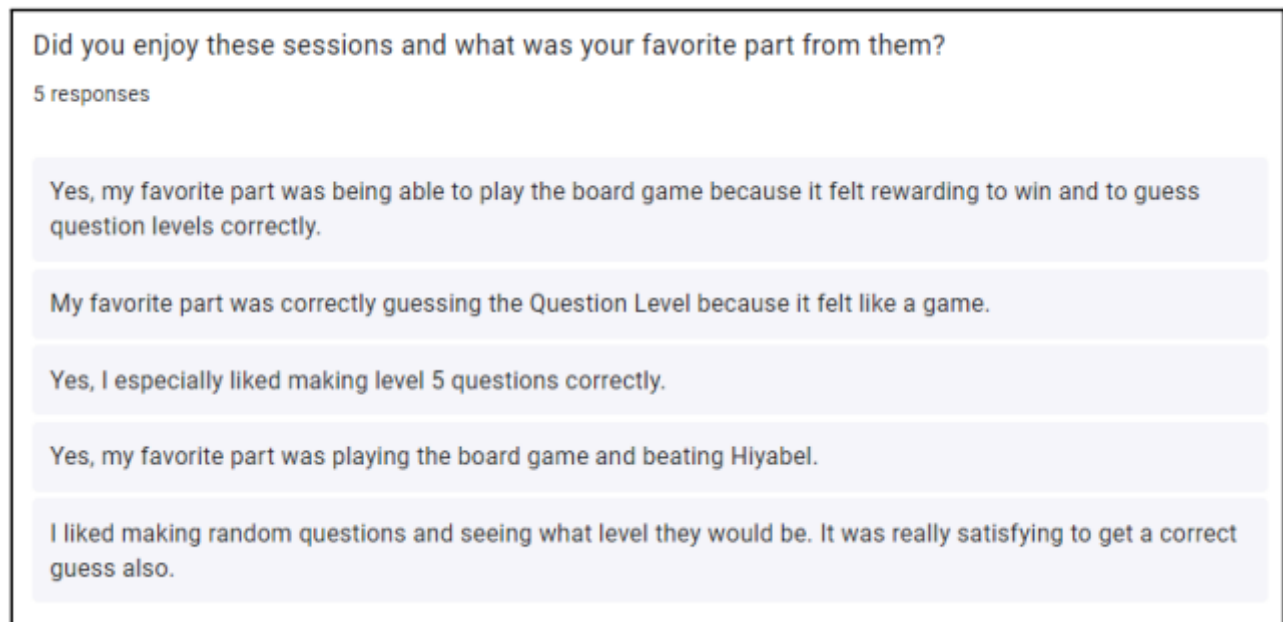 Did you enjoy these sessions and what was your favorite part from them?
5 responses
Yes, my favorite part was being able to play the board game because it felt rewarding to win and to guess
question levels correctly.
My favorite part was correctly guessing the Question Level because it felt like a game.
Yes, I especially liked making level 5 questions correctly.
Yes, my favorite part was playing the board game and beating Hiyabel.
I liked making random questions and seeing what level they would be. It was really satisfying to get a correct
guess also.